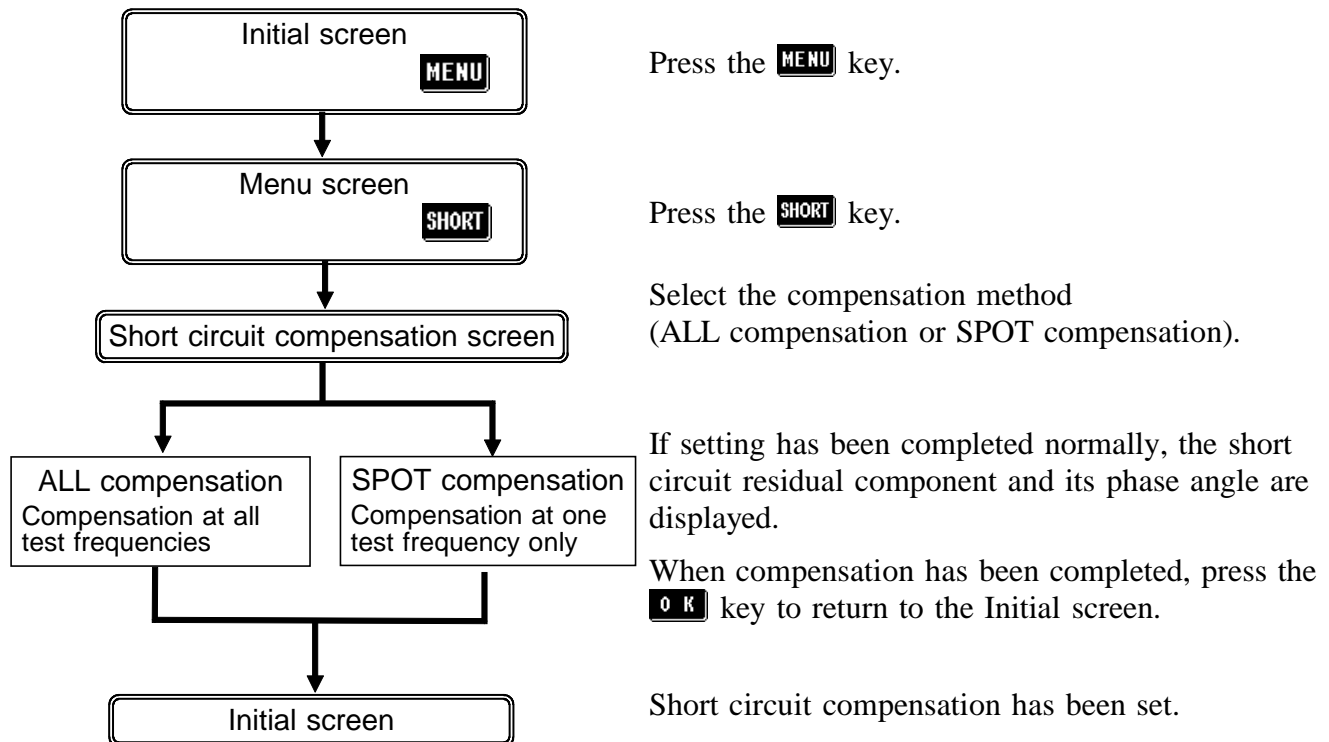 Initial screen
MENU
Press the MENU key.
Menu screen
SHORT
Press the SHORT key.
Short circuit compensation screen
Select the compensation method
(ALL compensation or SPOT compensation).
ALL compensation
Compensation at all
test frequencies
SPOT compensation
Compensation at one
test frequency only
If setting has been completed normally, the short
circuit residual component and its phase angle are
displayed.
When compensation has been completed, press the
O K key to return to the Initial screen.
Initial screen
Short circuit compensation has been set.